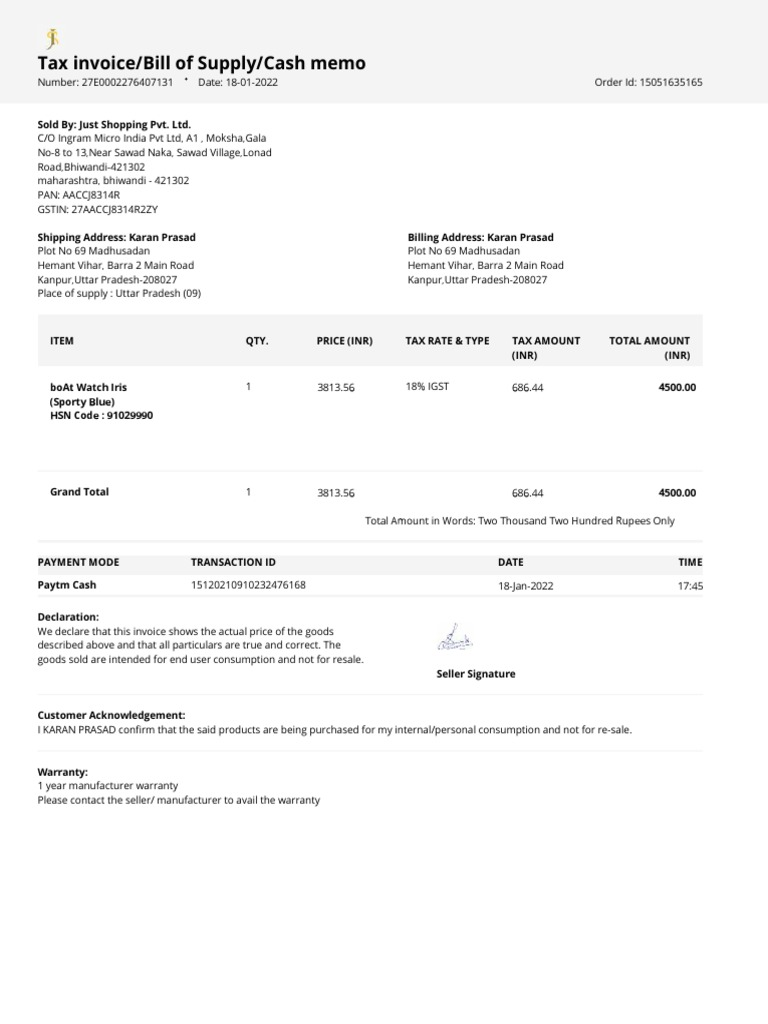 JS
Tax invoice/Bill of Supply/Cash memo
Number: 27E0002276407131 • Date: 18-01-2022 Order Id: 15051635165
Sold By: Just Shopping Pvt. Ltd.
C/O Ingram Micro India Pvt Ltd, A1 , Moksha,Gala
No-8 to 13,Near Sawad Naka, Sawad Village,Lonad
Road,Bhiwandi-421302
maharashtra, bhiwandi - 421302
PAN: AACCJ8314R
GSTIN: 27AACCJ8314R2ZY
Shipping Address: Karan Prasad
Plot No 69 Madhusadan
Hemant Vihar, Barra 2 Main Road
Kanpur,Uttar Pradesh-208027
Place of supply : Uttar Pradesh (09)
Billing Address: Karan Prasad
Plot No 69 Madhusadan
Hemant Vihar, Barra 2 Main Road
Kanpur,Uttar Pradesh-208027
ITEM QTY. PRICE (INR) TAX RATE & TYPE TAX AMOUNT (INR) TOTAL AMOUNT (INR)
boAt Watch Iris 1 3813.56 18% IGST 686.44 4500.00
(Sporty Blue)
HSN Code : 91029990
Grand Total 1 3813.56 686.44 4500.00
Total Amount in Words: Two Thousand Two Hundred Rupees Only
PAYMENT MODE TRANSACTION ID DATE TIME
Paytm Cash 15120210910232476168 18-Jan-2022 17:45
Declaration:
We declare that this invoice shows the actual price of the goods
described above and that all particulars are true and correct. The
goods sold are intended for end user consumption and not for resale.
Seller Signature
Customer Acknowledgement:
I KARAN PRASAD confirm that the said products are being purchased for my internal/personal consumption and not for re-sale.
Warranty:
1 year manufacturer warranty
Please contact the seller/ manufacturer to avail the warranty